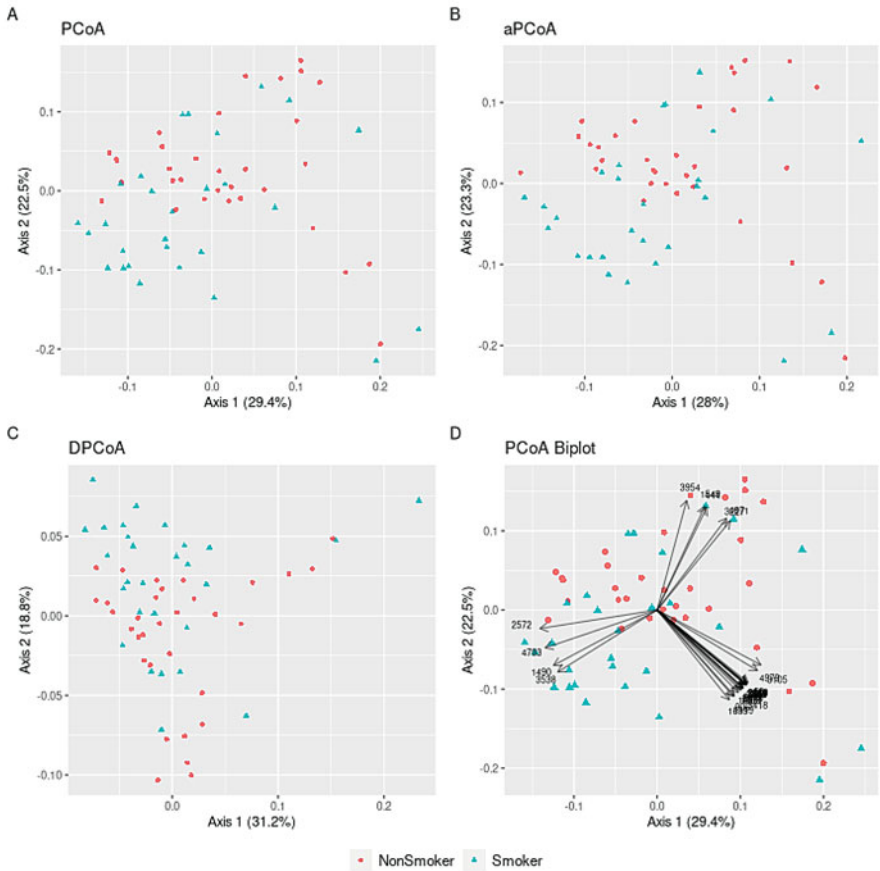 A
PCoA
0.1
0.0
-0.1
-0.2
Axis 2 (22.5%)
-0.1
0.0
0.1
0.2
Axis 1 (29.4%)
B
aPCoA
0.1
0.0
-0.1
-0.2
Axis 2 (23.3%)
-0.1
0.0
0.1
0.2
Axis 1 (28%)
C
DPCoA
0.05
0.00
-0.05
-0.10
Axis 2 (18.8%)
0.0
0.1
0.2
Axis 1 (31.2%)
D
PCoA Biplot
0.1
0.0
-0.1
-0.2
Axis 2 (22.5%)
3954
2572
1490
3538
-0.1
0.0
0.1
0.2
Axis 1 (29.4%)
NonSmoker
Smoker